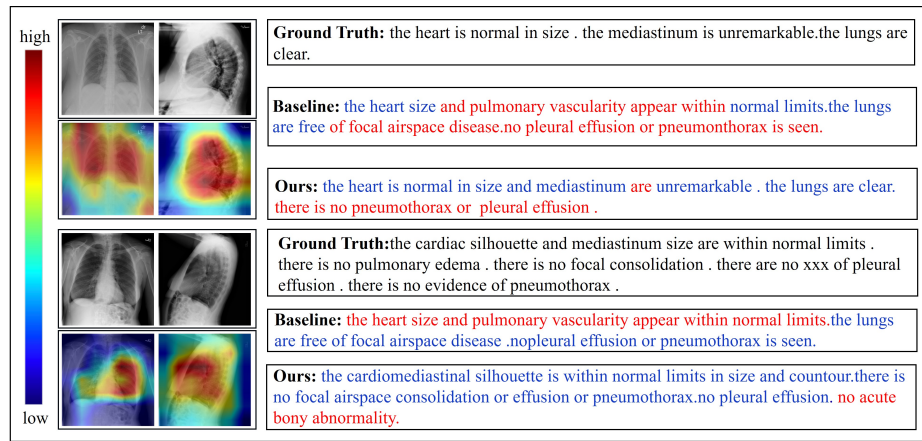 high
low
Ground Truth: the heart is normal in size . the mediastinum is unremarkable.the lungs are
clear.
Baseline: the heart size and pulmonary vascularity appear within normal limits.the lungs
are free of focal airspace disease.no pleural effusion or pneumonthorax is seen.
Ours: the heart is normal in size and mediastinum are unremarkable . the lungs are clear.
there is no pneumothorax or pleural effusion .
Ground Truth:the cardiac silhouette and mediastinum size are within normal limits .
there is no pulmonary edema . there is no focal consolidation . there are no xxx of pleural
effusion . there is no evidence of pneumothorax .
Baseline: the heart size and pulmonary vascularity appear within normal limits.the lungs
are free of focal airspace disease .nopleural effusion or pneumothorax is seen.
Ours: the cardiomediastinal silhouette is within normal limits in size and countour.there is
no focal airspace consolidation or effusion or pneumothorax.no pleural effusion. no acute
bony abnormality.